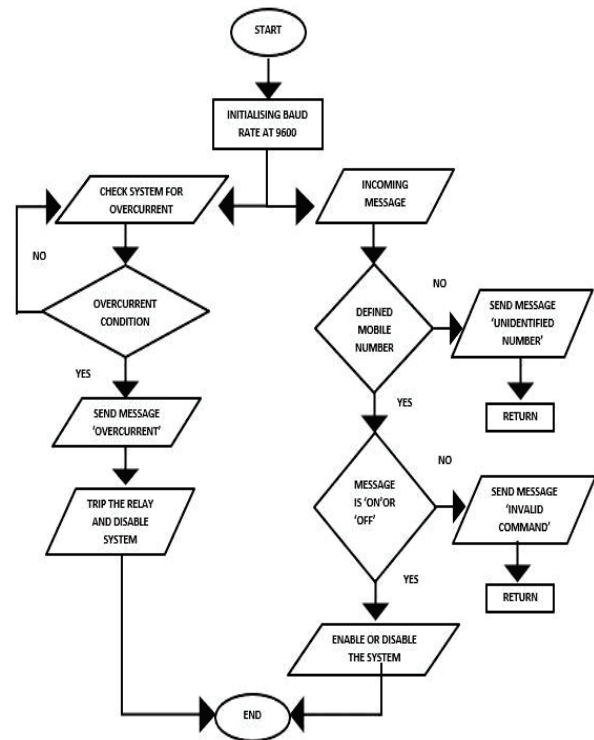 START
INITIALISING BAUD
RATE AT 9600
CHECK SYSTEM FOR
OVERCURRENT
INCOMING
MESSAGE
NO
OVERCURRENT
CONDITION
YES
SEND MESSAGE
'OVERCURRENT'
TRIP THE RELAY
AND DISABLE
SYSTEM
DEFINED
MOBILE
NUMBER
NO
SEND MESSAGE
'UNIDENTIFIED
NUMBER'
RETURN
YES
MESSAGE
IS 'ON'OR
'OFF'
NO
SEND MESSAGE
'INVALID
COMMAND'
RETURN
YES
ENABLE OR DISABLE
THE SYSTEM
END